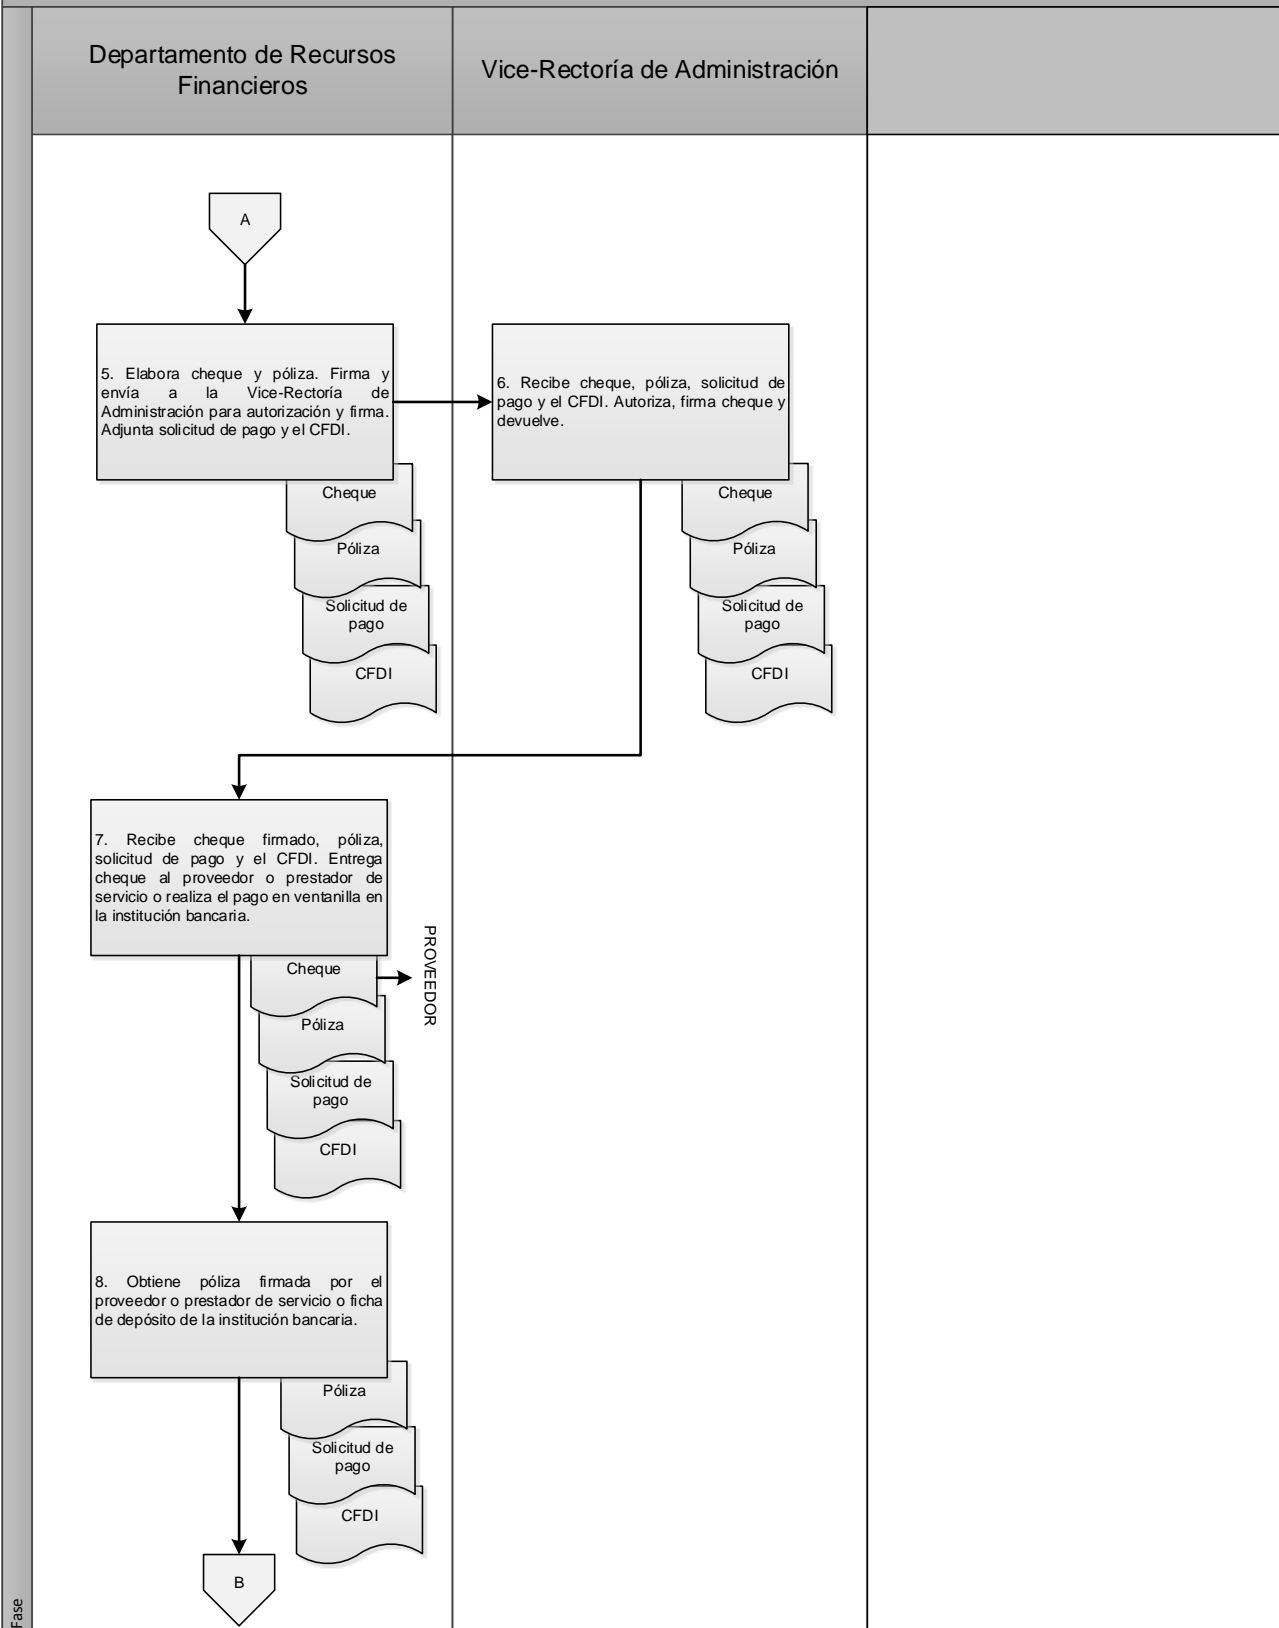 Departamento de Recursos
Financieros
Vice-Rectoría de Administración
A
5. Elabora cheque y póliza. Firma y
envía a la Vice-Rectoría de
Administración para autorización y firma.
Adjunta solicitud de pago y el CFDI.
6. Recibe cheque, póliza, solicitud de
pago y el CFDI. Autoriza, firma cheque y
devuelve.
Cheque
Póliza
Solicitud de
pago
CFDI
Cheque
Póliza
Solicitud de
pago
CFDI
7. Recibe cheque firmado, póliza,
solicitud de pago y el CFDI. Entrega
cheque al proveedor o prestador de
servicio o realiza el pago en ventanilla en
la institución bancaria.
Cheque
PROVEEDOR
Póliza
Solicitud de
pago
CFDI
8. Obtiene póliza firmada por el
proveedor o prestador de servicio o ficha
de depósito de la institución bancaria.
Póliza
Solicitud de
pago
CFDI
B
Fase